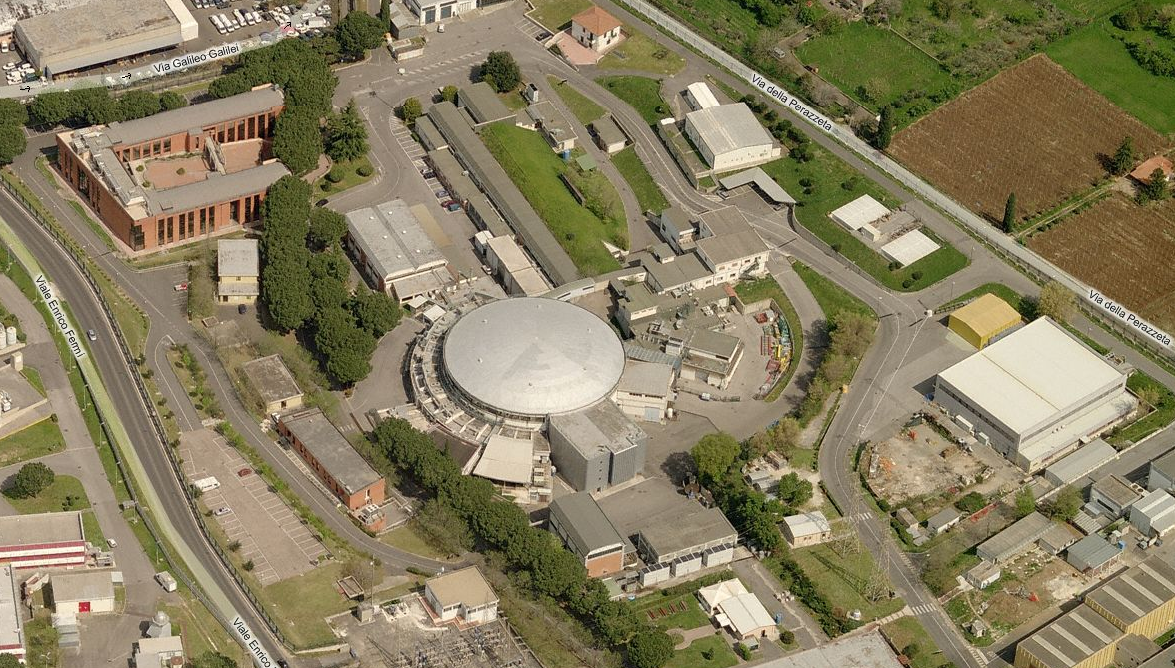 Via Galileo Galilei
Via della Perazzeta
Viale Enrico Fermi
Via della Perazzeta
Viale Enrico